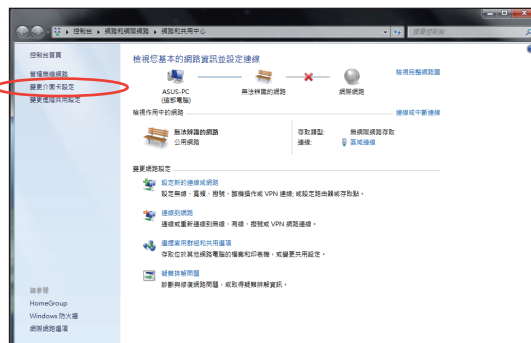 控制台 ▸ 網路和網際網路 ▸ 網路和共用中心
搜尋控制台
控制台首頁
管理無線網路
變更介面卡設定
變更進階共用設定
檢視您基本的網路資訊並設定連線
檢視完整網路圖
ASUS-PC
(這部電腦)
無法辨識的網路
網際網路
檢視作用中的網路
連線或中斷連線
無法辨識的網路
公用網路
存取類型: 無網際網路存取
連線: 區域連線
變更網路設定
設定新的連線或網路
設定無線、寬頻、撥號、臨機操作或 VPN 連線; 或設定路由器或存取點。
連線到網路
連線或重新連線到無線、有線、撥號或 VPN 網路連線。
選擇家用群組和共用選項
存取位於其他網路電腦的檔案和印表機，或變更共用設定。
疑難排解問題
診斷與修復網路問題，或取得疑難排解資訊。
請參閱
HomeGroup
Windows 防火牆
網際網路選項